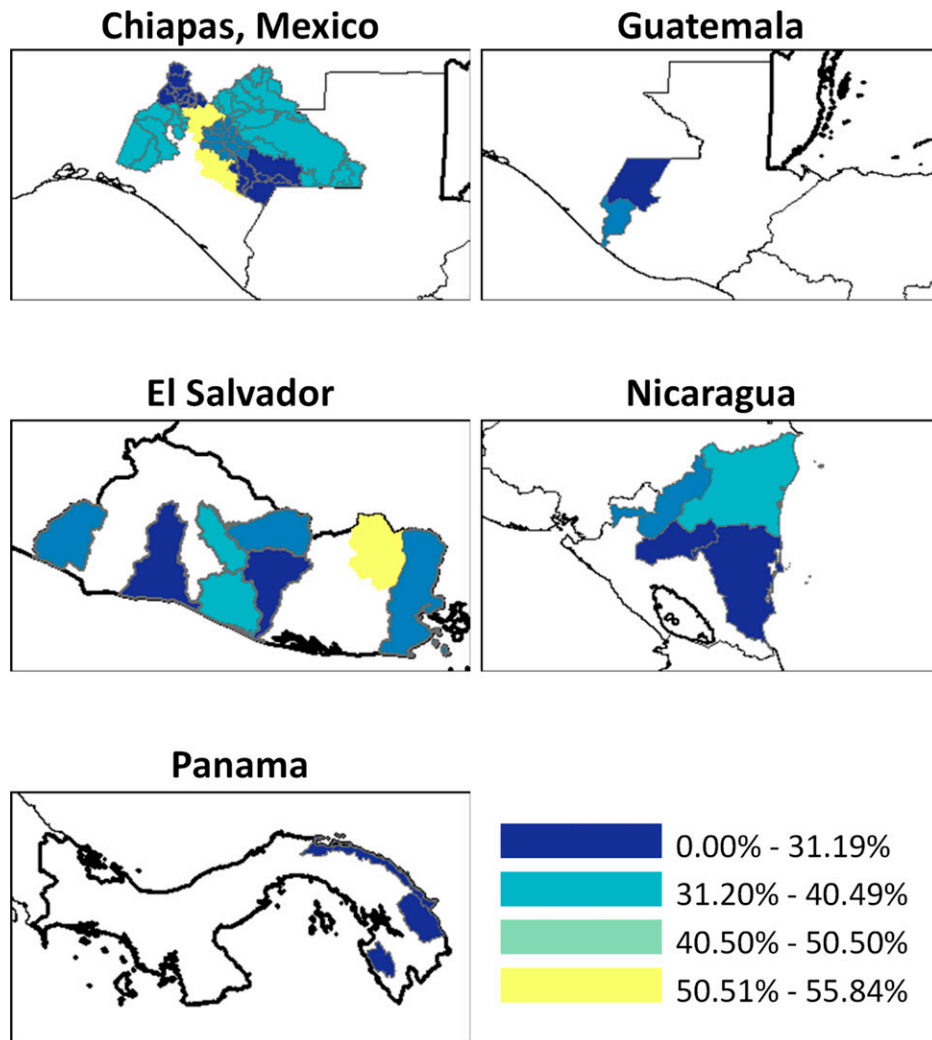 Chiapas, Mexico
Guatemala
El Salvador
Nicaragua
Panama
0.00% - 31.19%
31.20% - 40.49%
40.50% - 50.50%
50.51% - 55.84%